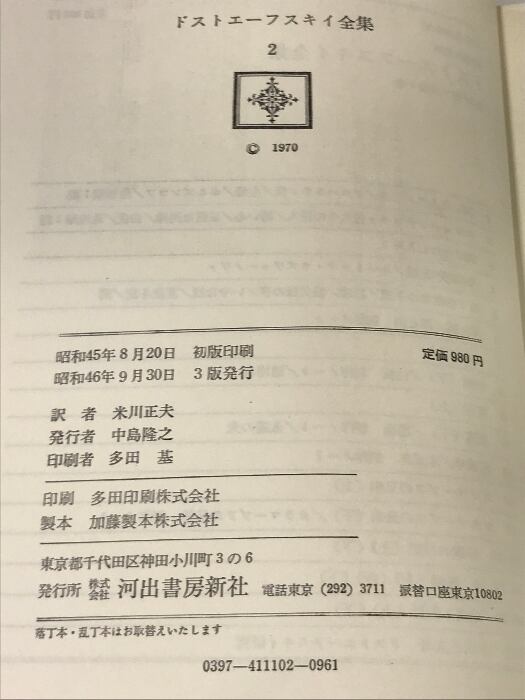 ドストエーフスキイ全集
2
© 1970
昭和45年8月20日 初版印刷
昭和46年9月30日 3版発行
定価980円
訳者 米川正夫
発行者 中島隆之
印刷者 多田 基
印刷 多田印刷株式会社
製本 加藤製本株式会社
東京都千代田区神田小川町3の6
発行所 株式会社 河出書房新社 電話東京 (292) 3711 振替口座東京10802
落丁本・乱丁本はお取替えいたします
0397—411102—0961